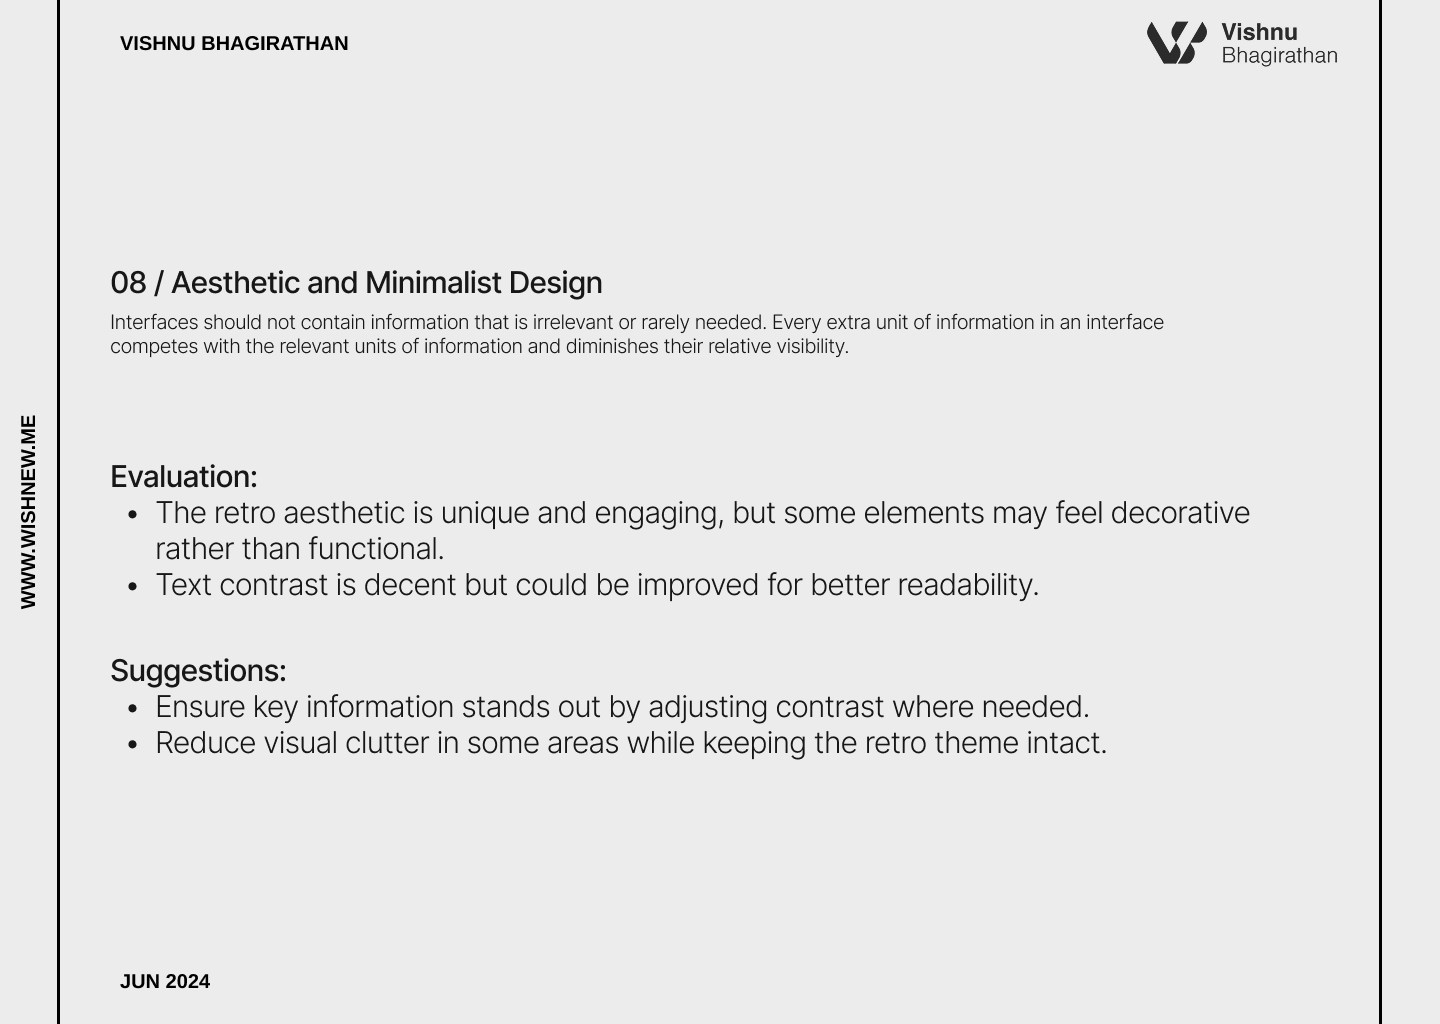 VISHNU BHAGIRATHAN
Vishnu
Bhagirathan
08 / Aesthetic and Minimalist Design
Interfaces should not contain information that is irrelevant or rarely needed. Every extra unit of information in an interface
competes with the relevant units of information and diminishes their relative visibility.
WWW.WISHNEW.ME
Evaluation:
• The retro aesthetic is unique and engaging, but some elements may feel decorative
rather than functional.
• Text contrast is decent but could be improved for better readability.
Suggestions:
• Ensure key information stands out by adjusting contrast where needed.
• Reduce visual clutter in some areas while keeping the retro theme intact.
JUN 2024